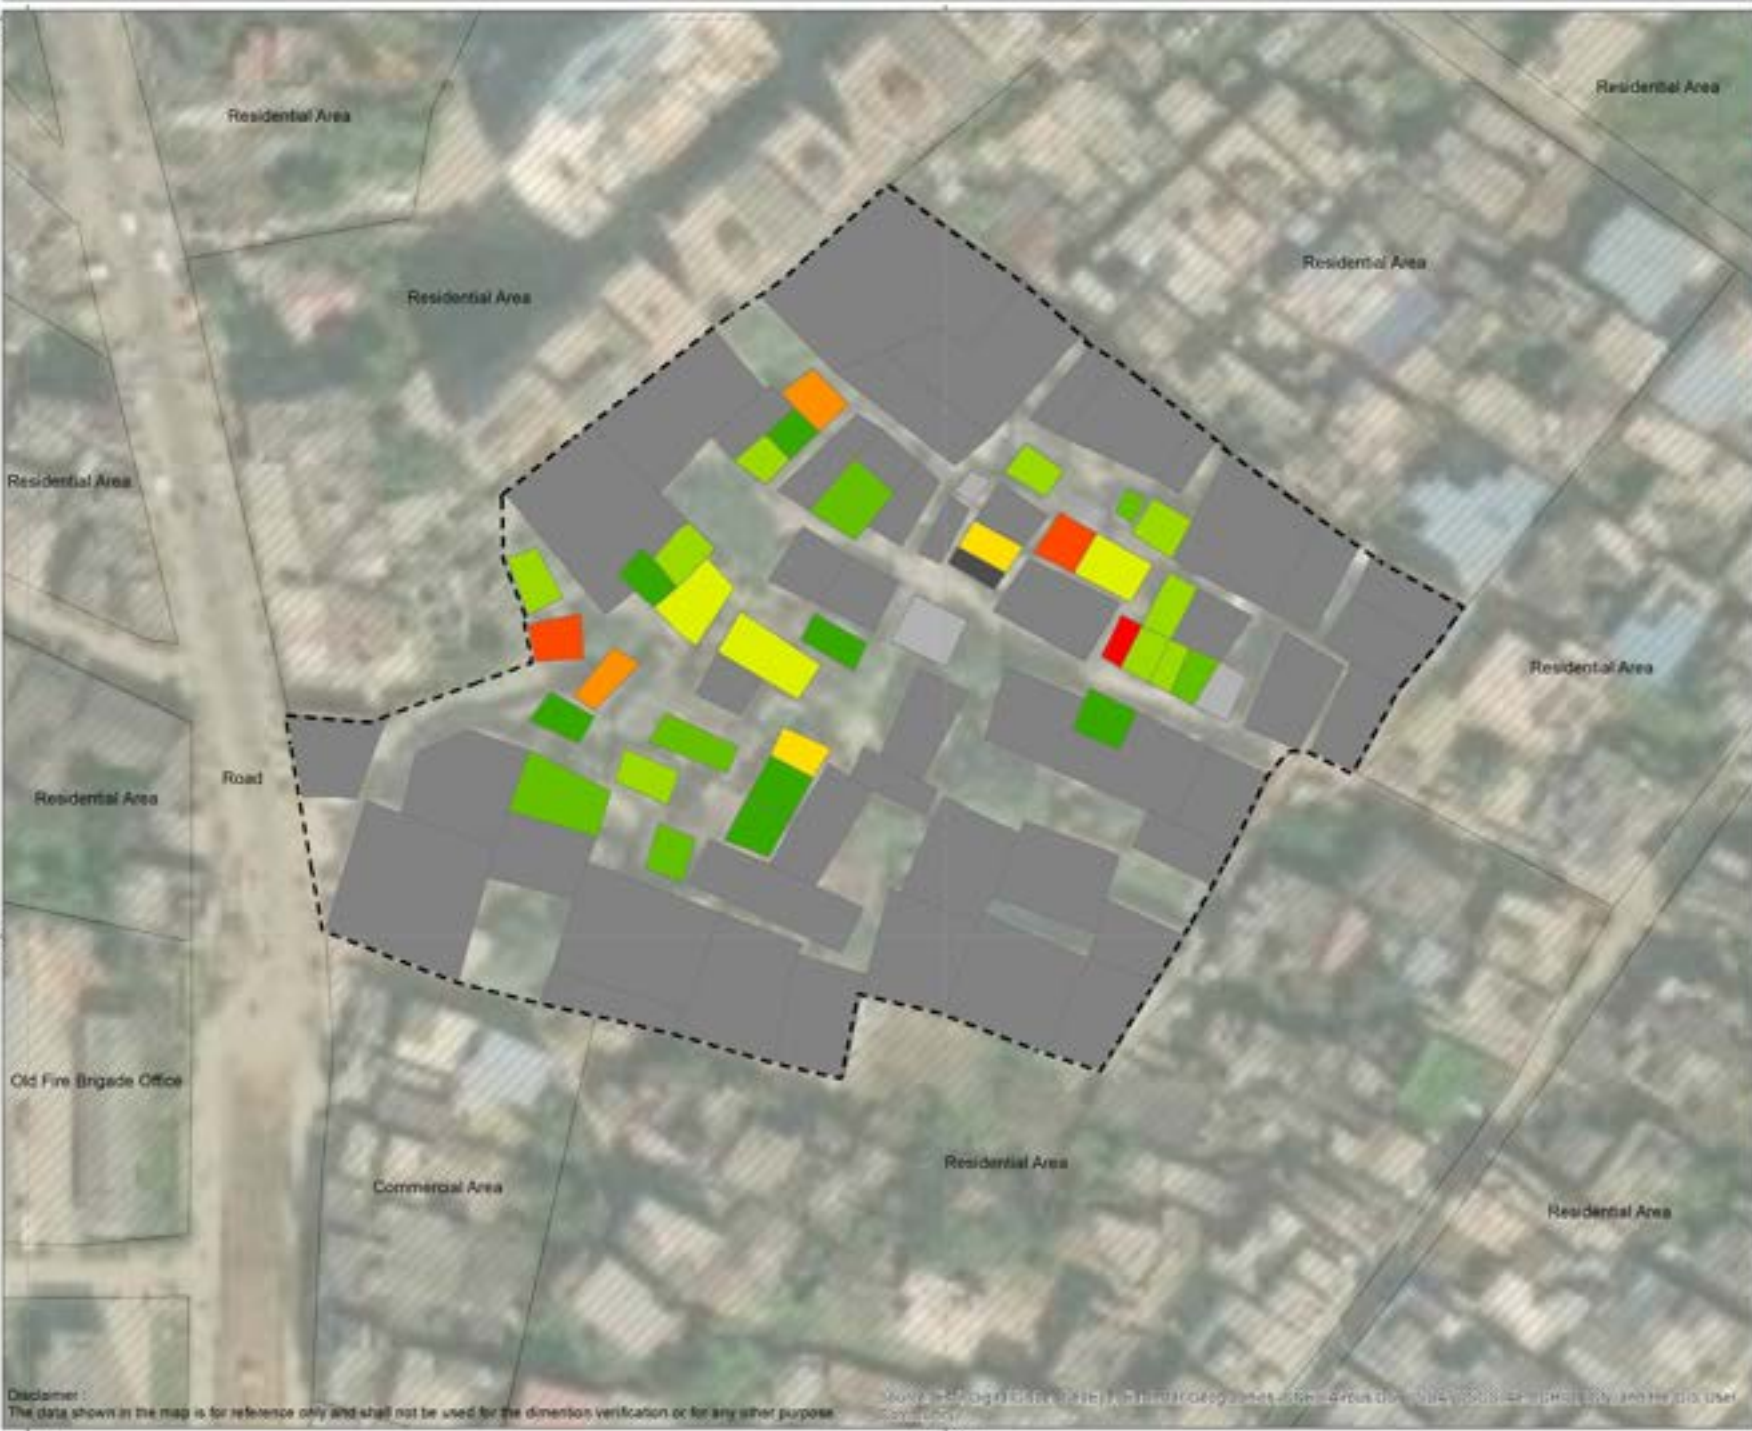 Residential Area
Residential Area
Residential Area
Residential Area
Residential Area
Residential Area
Road
Residential Area
Old Fire Brigade Office
Residential Area
Commercial Area
Residential Area
Disclaimer :
The data shown in the map is for reference only and shall not be used for the dimention verification or for any other purpose